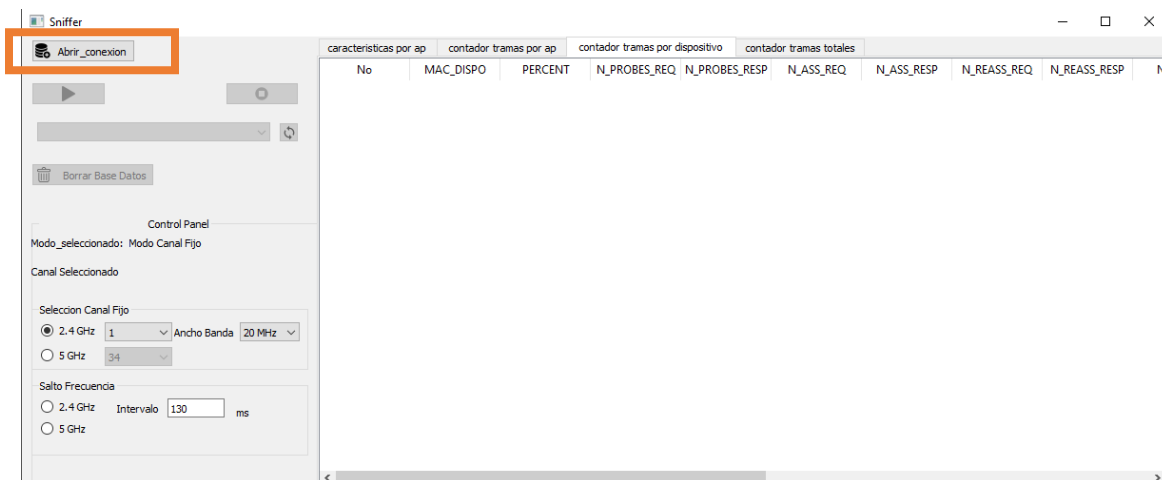 Sniffer
Abrir_conexion
caracteristicas por ap contador tramas por ap contador tramas por dispositivo contador tramas totales
No MAC_DISPO PERCENT N_PROBES_REQ N_PROBES_RESP N_ASS_REQ N_ASS_RESP N_REASS_REQ N_REASS_RESP
Borrar Base Datos
Control Panel
Modo_seleccionado: Modo Canal Fijo
Canal Seleccionado
Seleccion Canal Fijo
2.4 GHz 1 Ancho Banda 20 MHz
5 GHz 34
Salto Frecuencia
2.4 GHz Intervalo 130 ms
5 GHz